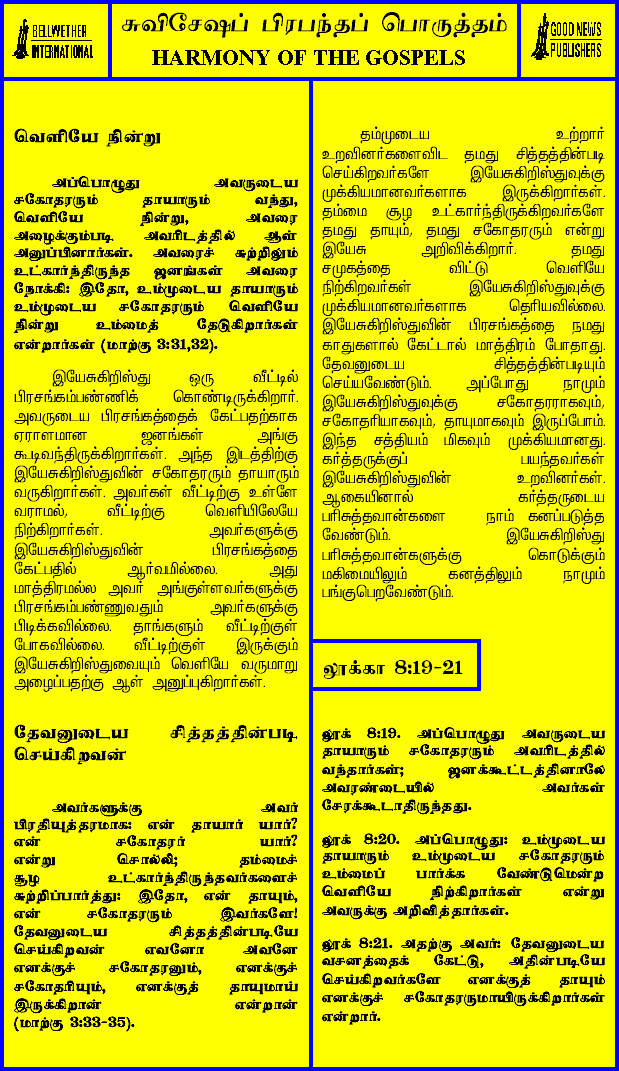 BELLWETHER
INTERNATIONAL
சுவிசேஷப் பிரபந்தப் பொருத்தம்
HARMONY OF THE GOSPELS
GOOD NEWS
PUBLISHERS
வெளியே நின்று
அப்பொழுது அவருடைய
சகோதரரும் தாயாரும் வந்து,
வெளியே நின்று, அவரை
அழைக்கும்படி அவரிடத்தில் ஆள்
அனுப்பினார்கள். அவரைச் சுற்றிலும்
உட்கார்ந்திருந்த ஜனங்கள் அவரை
நோக்கி: இதோ, உம்முடைய தாயாரும்
உம்முடைய சகோதரரும் வெளியே
நின்று உம்மைத் தேடுகிறார்கள்
என்றார்கள் (மாற்கு 3:31,32).
இயேசுகிறிஸ்து ஒரு வீட்டில்
பிரசங்கம்பண்ணிக் கொண்டிருக்கிறார்.
அவருடைய பிரசங்கத்தைக் கேட்பதற்காக
ஏராளமான ஜனங்கள் அங்கு
கூடிவந்திருக்கிறார்கள். அந்த இடத்திற்கு
இயேசுகிறிஸ்துவின் சகோதரரும் தாயாரும்
வருகிறார்கள். அவர்கள் வீட்டிற்கு உள்ளே
வராமல், வீட்டிற்கு வெளியிலேயே
நிற்கிறார்கள். அவர்களுக்கு
இயேசுகிறிஸ்துவின் பிரசங்கத்தை
கேட்பதில் ஆர்வமில்லை. அது
மாத்திரமல்ல அவர் அங்குள்ளவர்களுக்கு
பிரசங்கம்பண்ணுவதும் அவர்களுக்கு
பிடிக்கவில்லை. தாங்களும் வீட்டிற்குள்
போகவில்லை. வீட்டிற்குள் இருக்கும்
இயேசுகிறிஸ்துவையும் வெளியே வருமாறு
அழைப்பதற்கு ஆள் அனுப்புகிறார்கள்.
தேவனுடைய சித்தத்தின்படி
செய்கிறவன்
அவர்களுக்கு அவர்
பிரதியுத்தரமாக: என் தாயார் யார்?
என் சகோதரர் யார்?
என்று சொல்லி; தம்மைச்
சூழ உட்கார்ந்திருந்தவர்களைச்
சுற்றிப்பார்த்து: இதோ, என் தாயும்,
என் சகோதரரும் இவர்களே!
தேவனுடைய சித்தத்தின்படியே
செய்கிறவன் எவனோ அவனே
எனக்குச் சகோதரனும், எனக்குச்
சகோதரியும், எனக்குத் தாயுமாய்
இருக்கிறான் என்றான்
(மாற்கு 3:33-35).
தம்முடைய உற்றார்
உறவினர்களைவிட தமது சித்தத்தின்படி
செய்கிறவர்களே இயேசுகிறிஸ்துவுக்கு
முக்கியமானவர்களாக இருக்கிறார்கள்.
தம்மை சூழ உட்கார்ந்திருக்கிறவர்களே
தமது தாயும், தமது சகோதரரும் என்று
இயேசு அறிவிக்கிறார். தமது
சமுகத்தை விட்டு வெளியே
நிற்கிறவர்கள் இயேசுகிறிஸ்துவுக்கு
முக்கியமானவர்களாக தெரியவில்லை.
இயேசுகிறிஸ்துவின் பிரசங்கத்தை நமது
காதுகளால் கேட்டால் மாத்திரம் போதாது.
தேவனுடைய சித்தத்தின்படியும்
செய்யவேண்டும். அப்போது நாமும்
இயேசுகிறிஸ்துவுக்கு சகோதரராகவும்,
சகோதரியாகவும், தாயுமாகவும் இருப்போம்.
இந்த சத்தியம் மிகவும் முக்கியமானது.
கர்த்தருக்குப் பயந்தவர்கள்
இயேசுகிறிஸ்துவின் உறவினர்கள்.
ஆகையினால் கர்த்தருடைய
பரிசுத்தவான்களை நாம் கனப்படுத்த
வேண்டும். இயேசுகிறிஸ்து
பரிசுத்தவான்களுக்கு கொடுக்கும்
மகிமையிலும் கனத்திலும் நாமும்
பங்குபெறவேண்டும்.
லூக்கா 8:19-21
லூக் 8:19. அப்பொழுது அவருடைய
தாயாரும் சகோதரரும் அவரிடத்தில்
வந்தார்கள்; ஜனக்கூட்டத்தினாலே
அவரண்டையில் அவர்கள்
சேரக்கூடாதிருந்தது.
லூக் 8:20. அப்பொழுது: உம்முடைய
தாயாரும் உம்முடைய சகோதரரும்
உம்மைப் பார்க்க வேண்டுமென்ற
வெளியே நிற்கிறார்கள் என்று
அவருக்கு அறிவித்தார்கள்.
லூக் 8:21. அதற்கு அவர்: தேவனுடைய
வசனத்தைக் கேட்டு, அதின்படியே
செய்கிறவர்களே எனக்குத் தாயும்
எனக்குச் சகோதரருமாயிருக்கிறார்கள்
என்றார்.